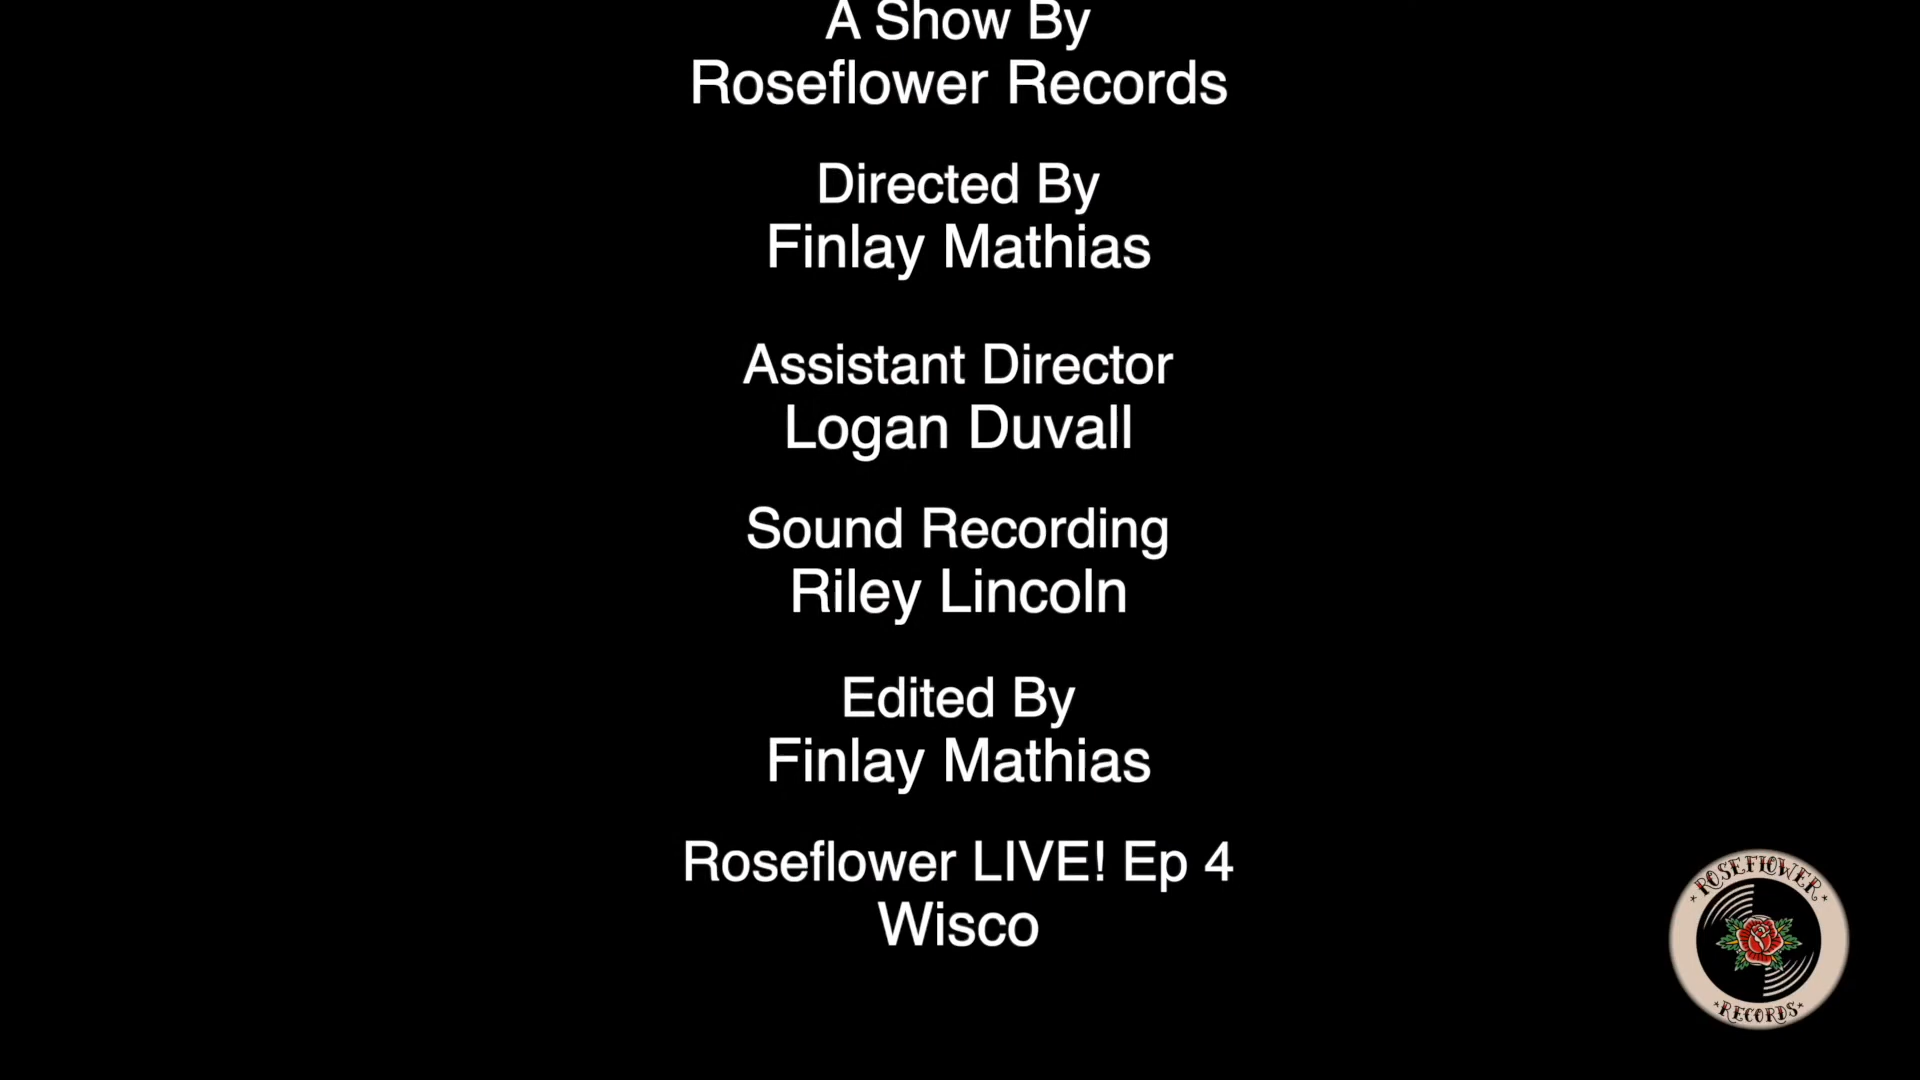 A Show By
Roseflower Records
Directed By
Finlay Mathias
Assistant Director
Logan Duvall
Sound Recording
Riley Lincoln
Edited By
Finlay Mathias
Roseflower LIVE! Ep 4
Wisco
ROSEFLOWER
RECORDS